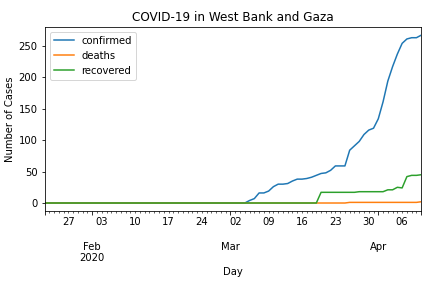 COVID-19 in West Bank and Gaza
confirmed
deaths
recovered
Number of Cases
250
200
150
100
50
0
27 03 10 17 24 02 09 16 23 30 06
Feb Mar Apr
2020
Day